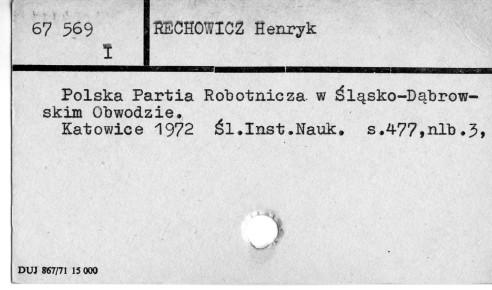 67 569
I
RECHOWICZ Henryk
Polska Partia Robotnicza w Śląsko-Dąbrow-
skim Obwodzie.
Katowice 1972 Śl.Inst.Nauk. s.477,nlb.3,
DUJ 867/71 15 000